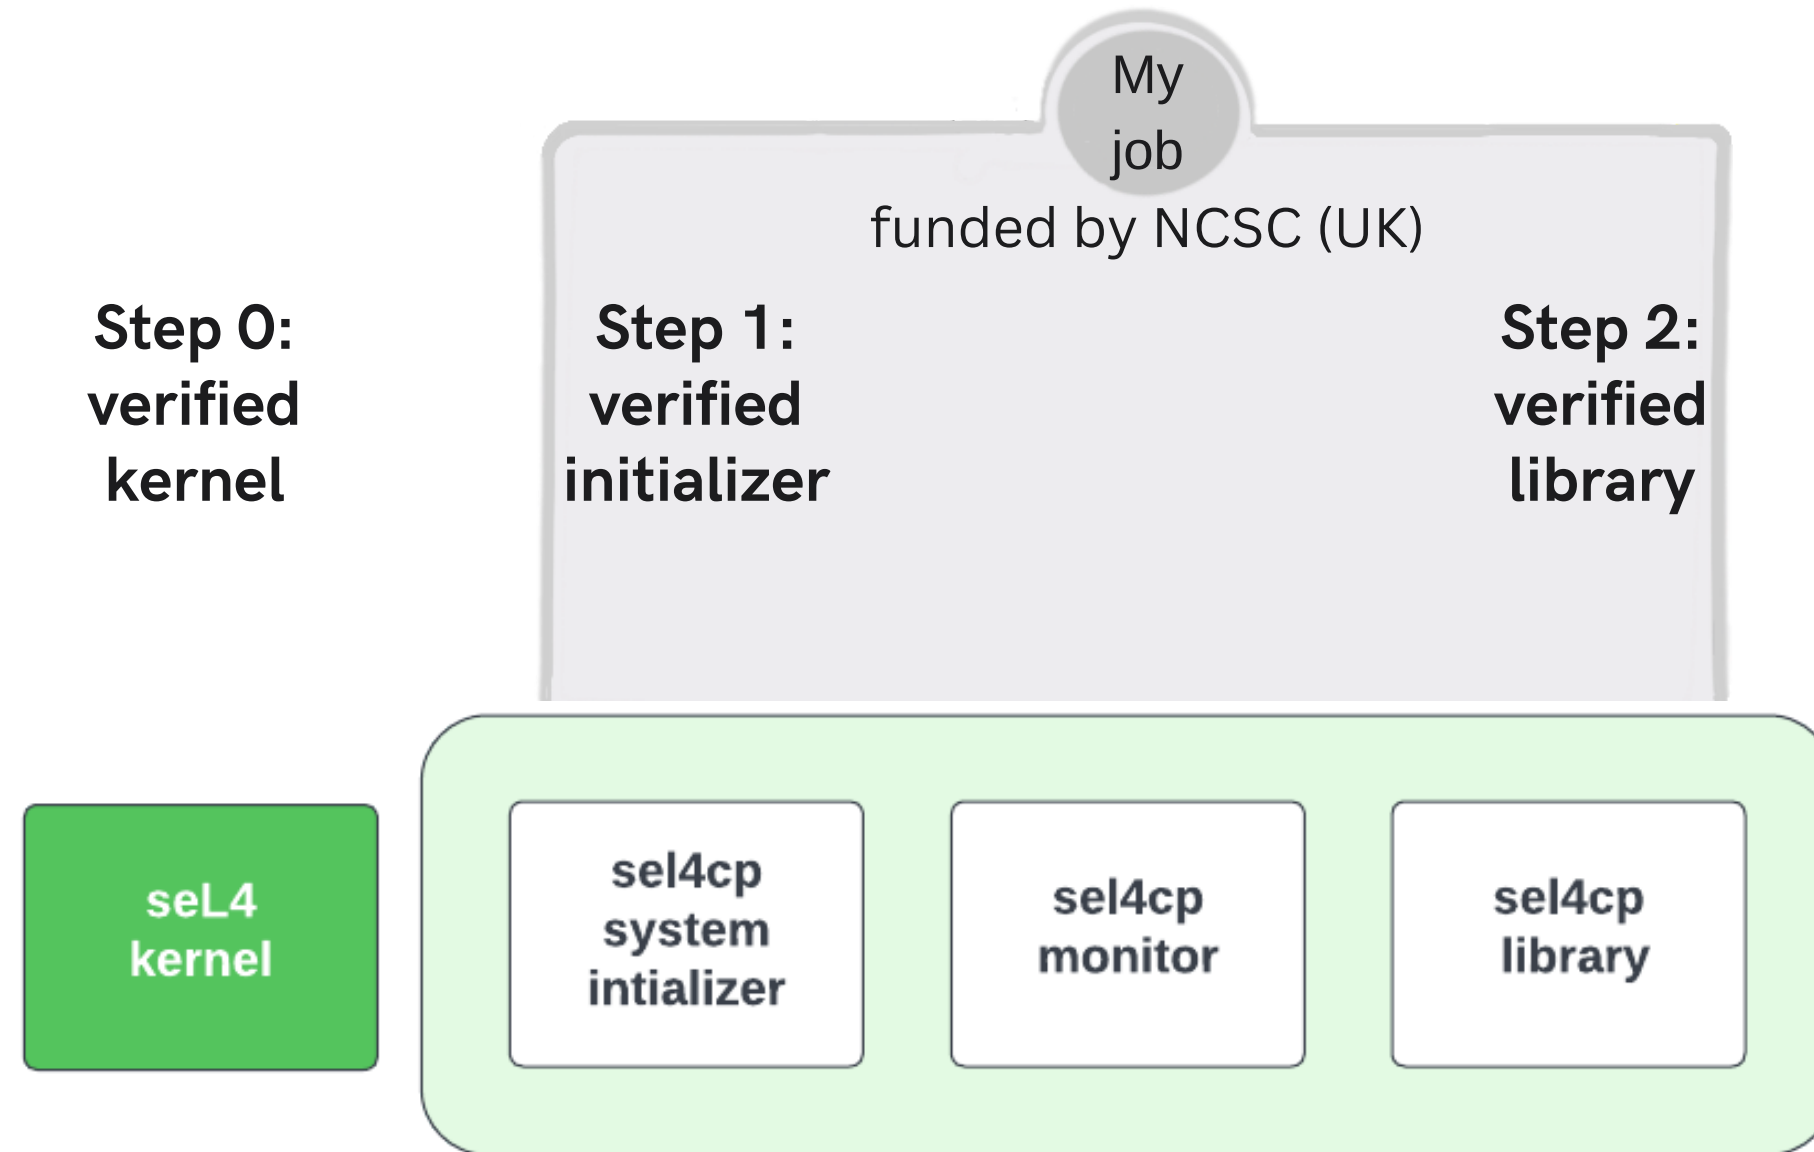 My
job
funded by NCSC (UK)
Step 0:
verified
kernel
Step 1:
verified
initializer
Step 2:
verified
library
seL4
kernel
sel4cp
system
intializer
sel4cp
monitor
sel4cp
library